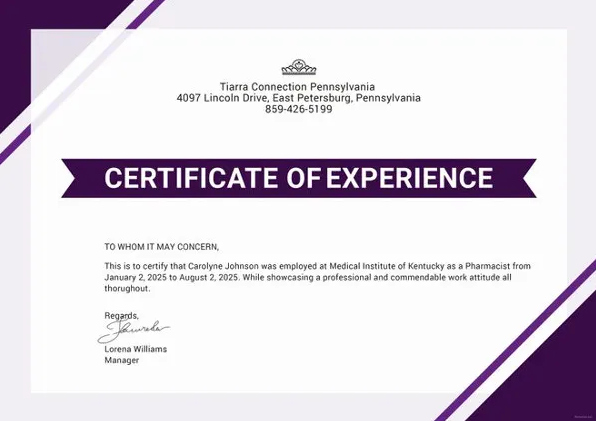 Tiarra Connection Pennsylvania
4097 Lincoln Drive, East Petersburg, Pennsylvania
859-426-5199
CERTIFICATE OF EXPERIENCE
TO WHOM IT MAY CONCERN,
This is to certify that Carolyne Johnson was employed at Medical Institute of Kentucky as a Pharmacist from
January 2, 2025 to August 2, 2025. While showcasing a professional and commendable work attitude all
thorughout.
Regards,
Lorena Williams
Manager